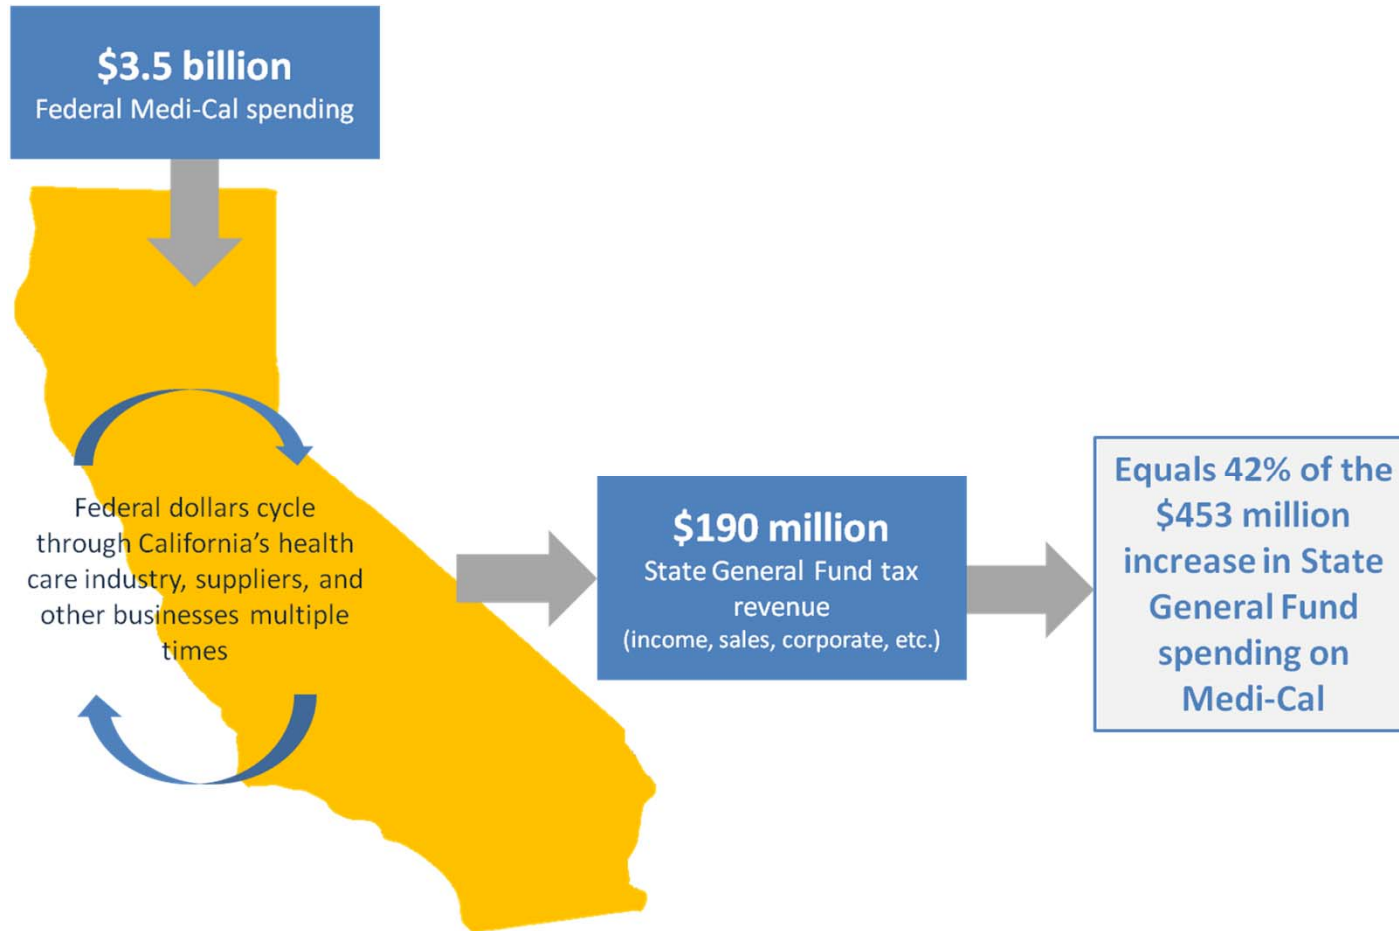 $3.5 billion
Federal Medi-Cal spending
Federal dollars cycle
through California's health
care industry, suppliers, and
other businesses multiple
times
$190 million
State General Fund tax
revenue
(income, sales, corporate, etc.)
Equals 42% of the
$453 million
increase in State
General Fund
spending on
Medi-Cal